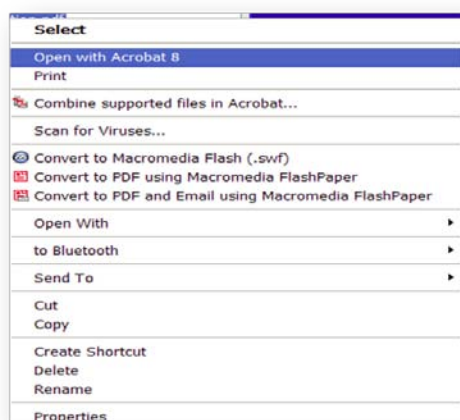 Select
Open with Acrobat 8
Print
Combine supported files in Acrobat...
Scan for Viruses...
Convert to Macromedia Flash (.swf)
Convert to PDF using Macromedia FlashPaper
Convert to PDF and Email using Macromedia FlashPaper
Open With
to Bluetooth
Send To
Cut
Copy
Create Shortcut
Delete
Rename
Properties